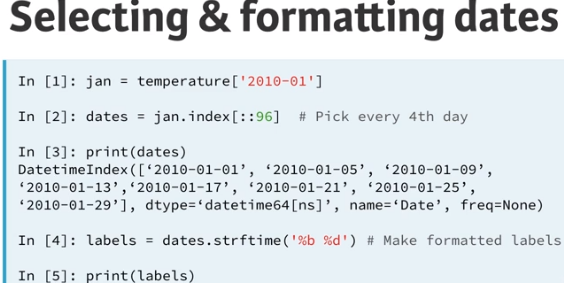 Selecting & formatting dates
In [1]: jan = temperature['2010-01']
In [2]: dates = jan.index[::96]  # Pick every 4th day
In [3]: print(dates)
DatetimeIndex([‘2010-01-01’, ‘2010-01-05’, ‘2010-01-09’,
‘2010-01-13’,‘2010-01-17’, ‘2010-01-21’, ‘2010-01-25’,
‘2010-01-29’], dtype=‘datetime64[ns]’, name=‘Date’, freq=None)
In [4]: labels = dates.strftime('%b %d') # Make formatted labels
In [5]: print(labels)